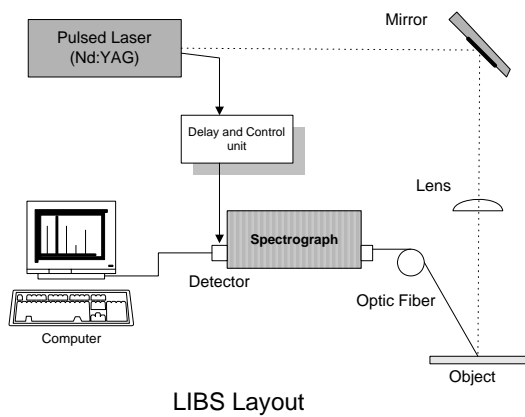 Pulsed Laser
(Nd:YAG)
Mirror
Delay and Control
unit
Lens
Spectrograph
Detector
Optic Fiber
Computer
Object
LIBS Layout